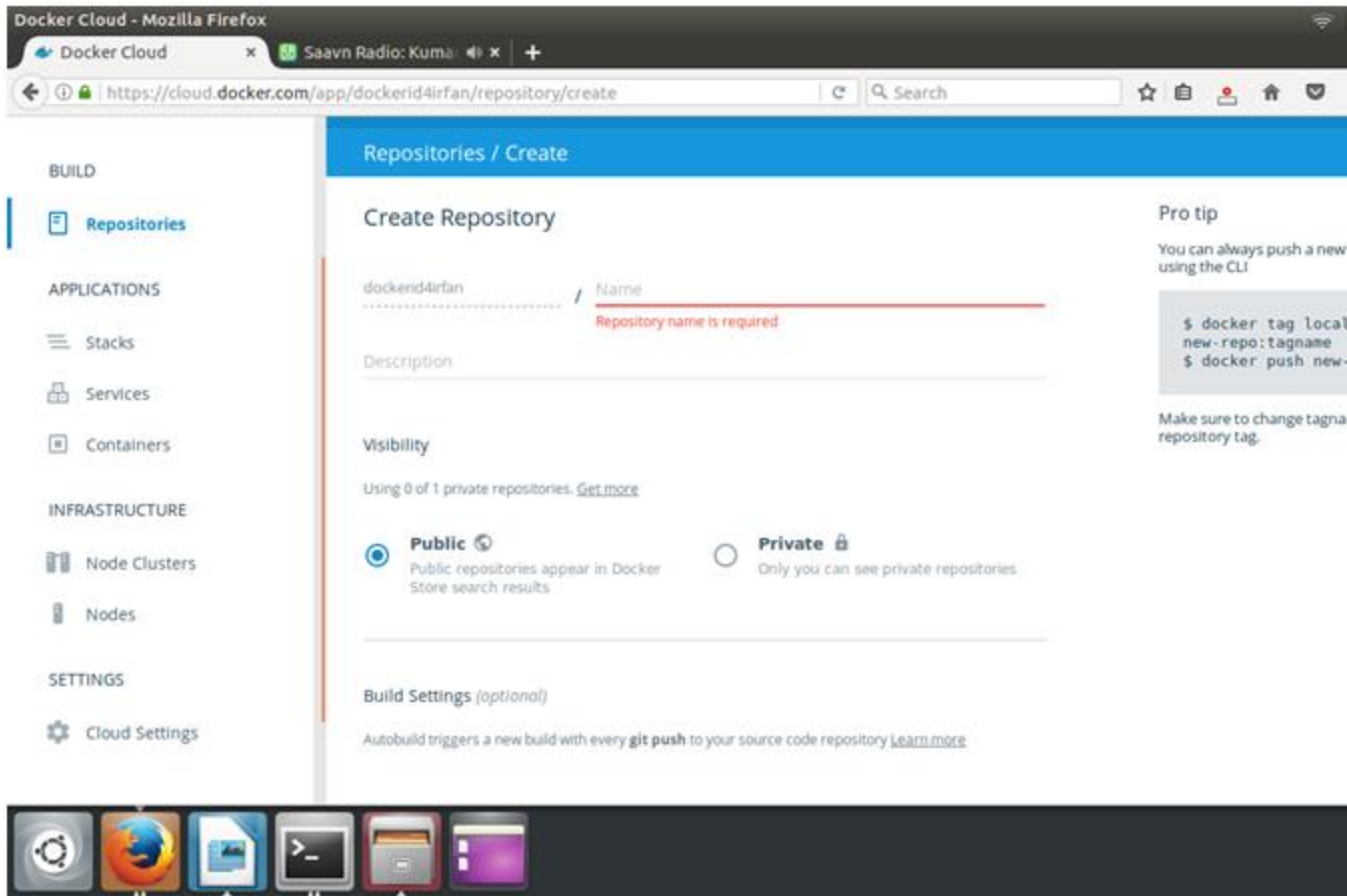 Docker Cloud - Mozilla Firefox
Docker Cloud × Saavn Radio: Kuma × +
https://cloud.docker.com/app/dockerid4irfan/repository/create Search
BUILD
Repositories
APPLICATIONS
Stacks
Services
Containers
INFRASTRUCTURE
Node Clusters
Nodes
SETTINGS
Cloud Settings
Repositories / Create
Create Repository
dockerid4irfan / Name
Repository name is required
Description
Visibility
Using 0 of 1 private repositories. Get more
Public
Public repositories appear in Docker
Store search results
Private
Only you can see private repositories
Build Settings (optional)
Autobuild triggers a new build with every git push to your source code repository Learn more
Pro tip
You can always push a new
using the CLI
$ docker tag local
new-repo:tagname
$ docker push new-
Make sure to change tagna
repository tag.
>_